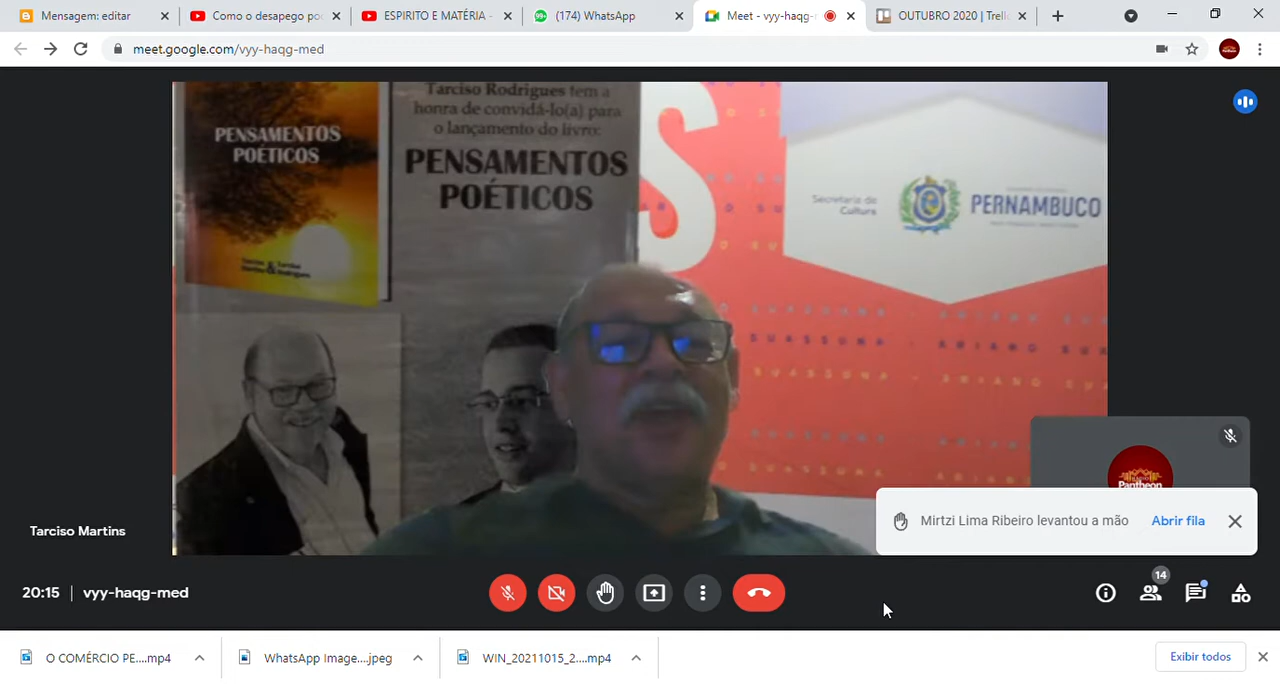 Mensagem: editar
Como o desapego po
ESPIRITO E MATÉRIA -
99+
(174) WhatsApp
Meet - vyy-haqg-
OUTUBRO 2020 | Trell
meet.google.com/vyy-haqg-med
PENSAMENTOS
POÉTICOS
Tarciso Rodrigues tem a
honra de convidá-lo(a) para
o lançamento do livro:
PENSAMENTOS
POÉTICOS
S
Secretaria de
Cultura
PERNAMBUCO
SUASSUNA - ARIANO SUA
Pantheon
Mirtzi Lima Ribeiro levantou a mão
Abrir fila
Tarciso Martins
20:15 | vyy-haqg-med
14
O COMÉRCIO PE....mp4
WhatsApp Image....jpeg
WIN_20211015_2....mp4
Exibir todos